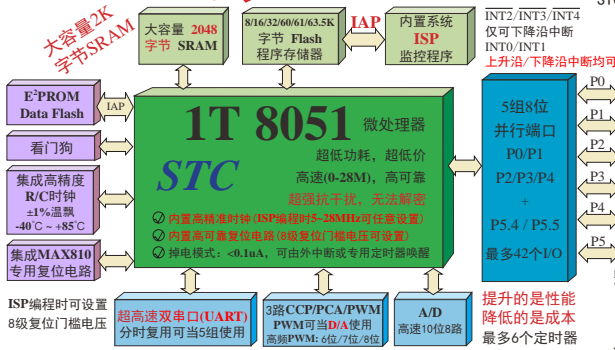 大容量2K
字节SRAM
大容量 2048
字节 SRAM
8/16/32/60/61/63.5K
字节 Flash
程序存储器
IAP
内置系统
ISP
监控程序
INT2/INT3/INT4
仅可下降沿中断
INT0/INT1
上升沿/下降沿中断均可
E²PROM
Data Flash
IAP
看门狗
集成高精度
R/C时钟
±1%温飘
-40℃ ~ +85℃
集成MAX810
专用复位电路
ISP编程时可设置
8级复位门槛电压
1T 8051 微处理器
STC
超低功耗，超低价
高速(0-28M)，高可靠
超强抗干扰，无法解密
内置高精准时钟(ISP编程时5~28MHz可任意设置)
内置高可靠复位电路(8级复位门槛电压可设置)
掉电模式：<0.1uA，可由外中断或专用定时器唤醒
5组8位
并行端口
P0/P1
P2/P3/P4
+
P5.4 / P5.5
最多42个I/O
P0
P1
P2
P3
P4
P5
超高速双串口(UART)
分时复用可当5组使用
3路CCP/PCA/PWM
PWM可当D/A使用
高频PWM: 6位/7位/8位
A/D
高速10位8路
提升的是性能
降低的是成本
最多6个定时器